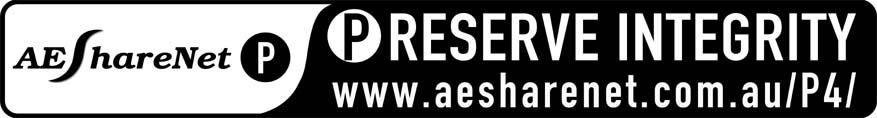 AEShareNet P
PRESERVE INTEGRITY
www.aesharenet.com.au/P4/